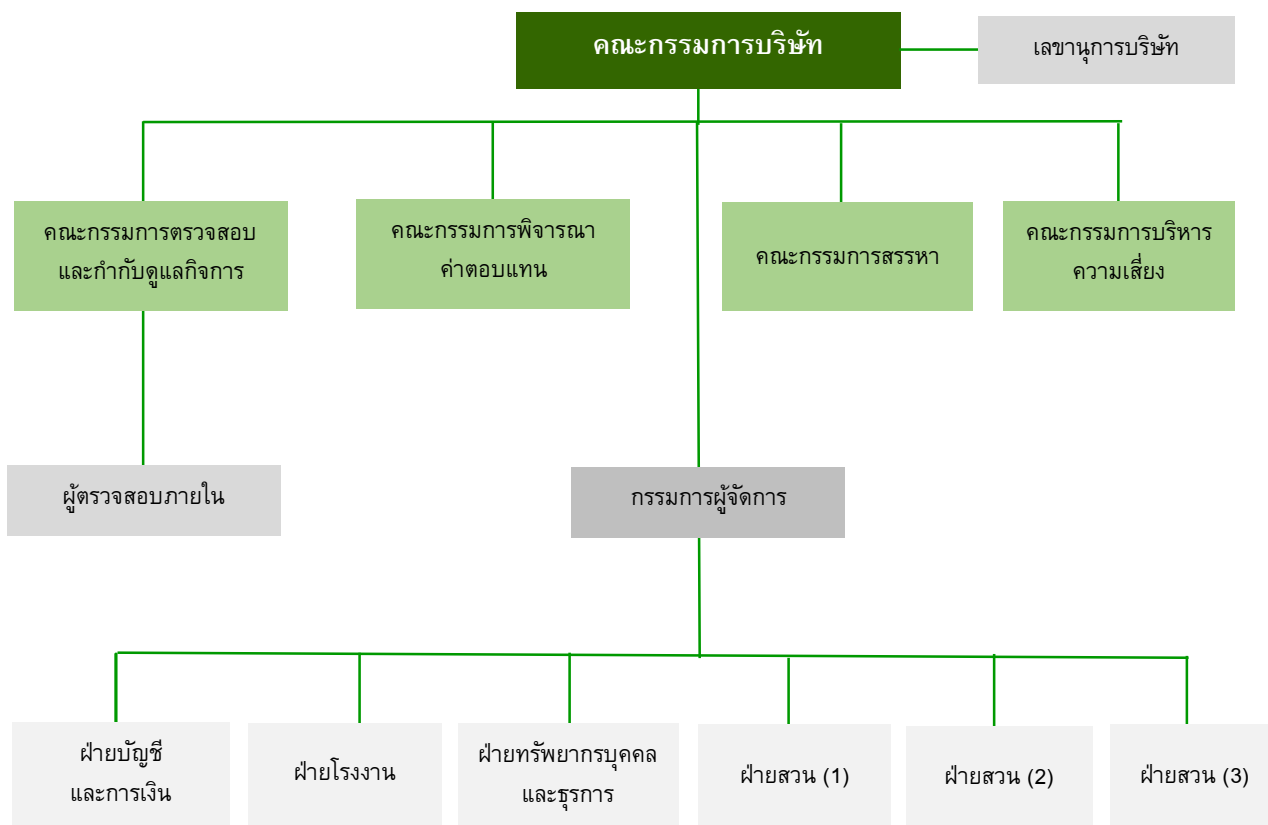 คณะกรรมการบริษัท
เลขานุการบริษัท
คณะกรรมการตรวจสอบ
และกำกับดูแลกิจการ
คณะกรรมการพิจารณา
ค่าตอบแทน
คณะกรรมการสรรหา
คณะกรรมการบริหาร
ความเสี่ยง
ผู้ตรวจสอบภายใน
กรรมการผู้จัดการ
ฝ่ายบัญชี
และการเงิน
ฝ่ายโรงงาน
ฝ่ายทรัพยากรบุคคล
และธุรการ
ฝ่ายสวน (1)
ฝ่ายสวน (2)
ฝ่ายสวน (3)